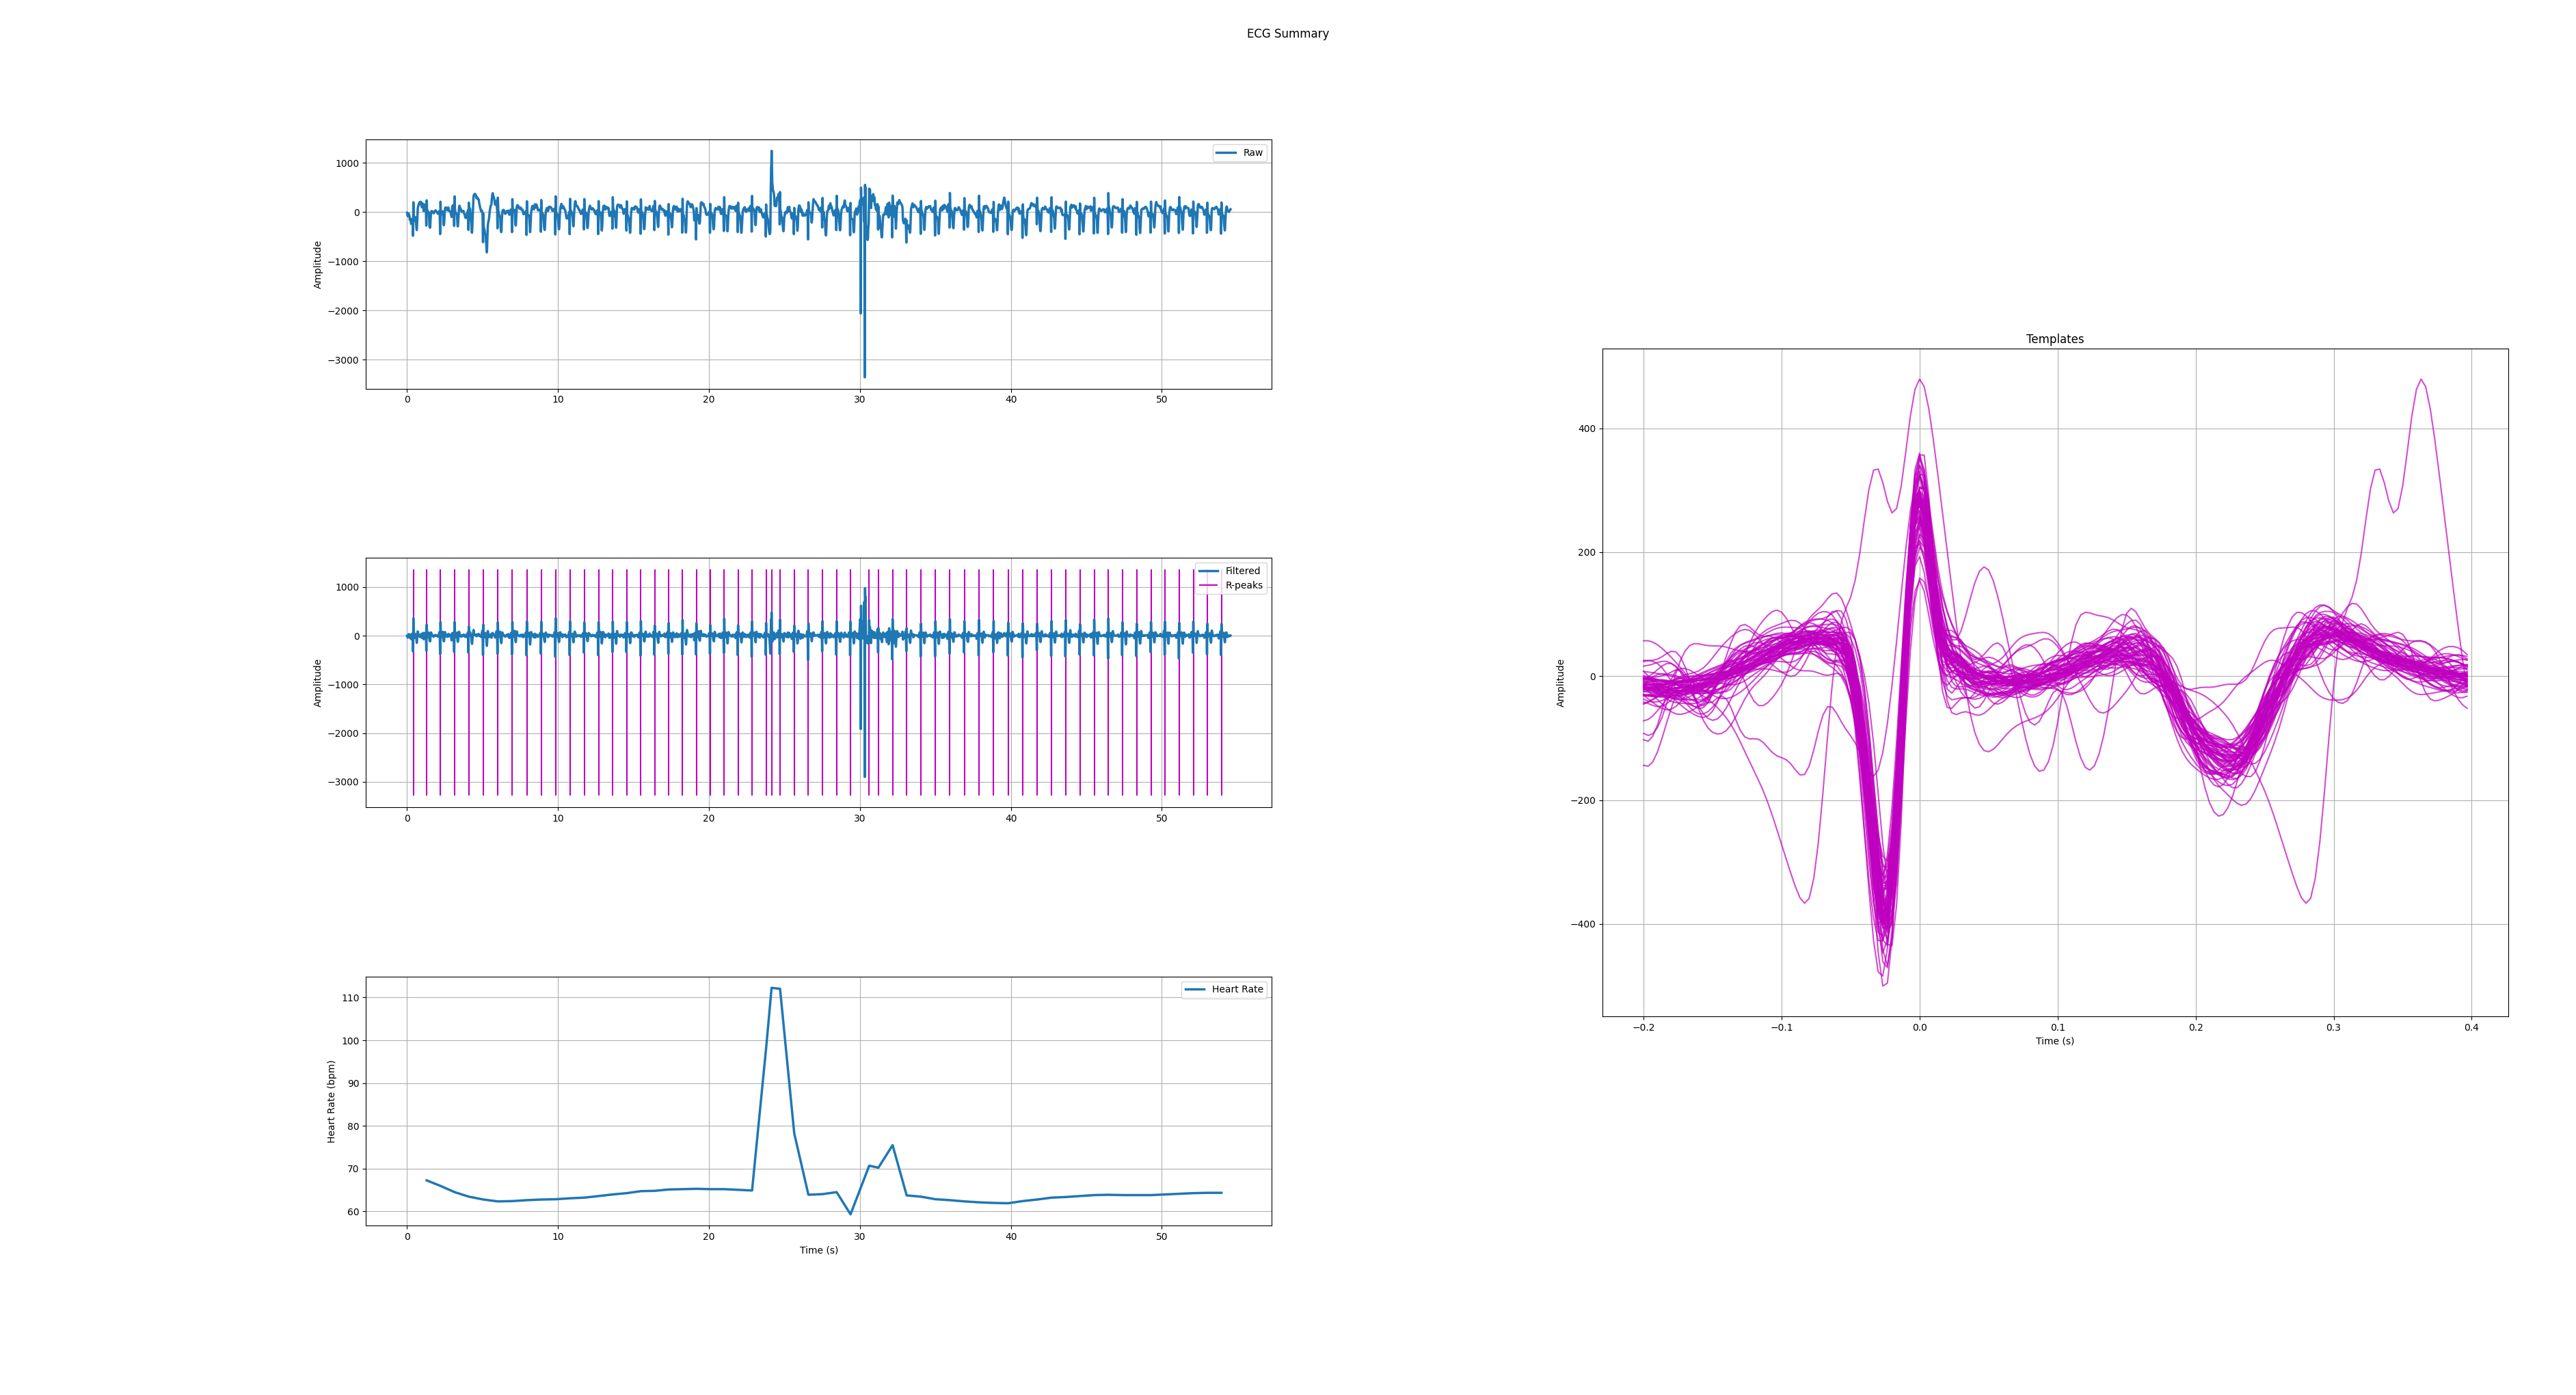 ECG Summary
Raw
Amplitude
1000
0
−1000
−2000
−3000
0 10 20 30 40 50
Filtered
R-peaks
Amplitude
1000
0
−1000
−2000
−3000
0 10 20 30 40 50
Heart Rate
Heart Rate (bpm)
110
100
90
80
70
60
0 10 20 30 40 50
Time (s)
Templates
Amplitude
400
200
0
−200
−400
−0.2 −0.1 0.0 0.1 0.2 0.3 0.4
Time (s)